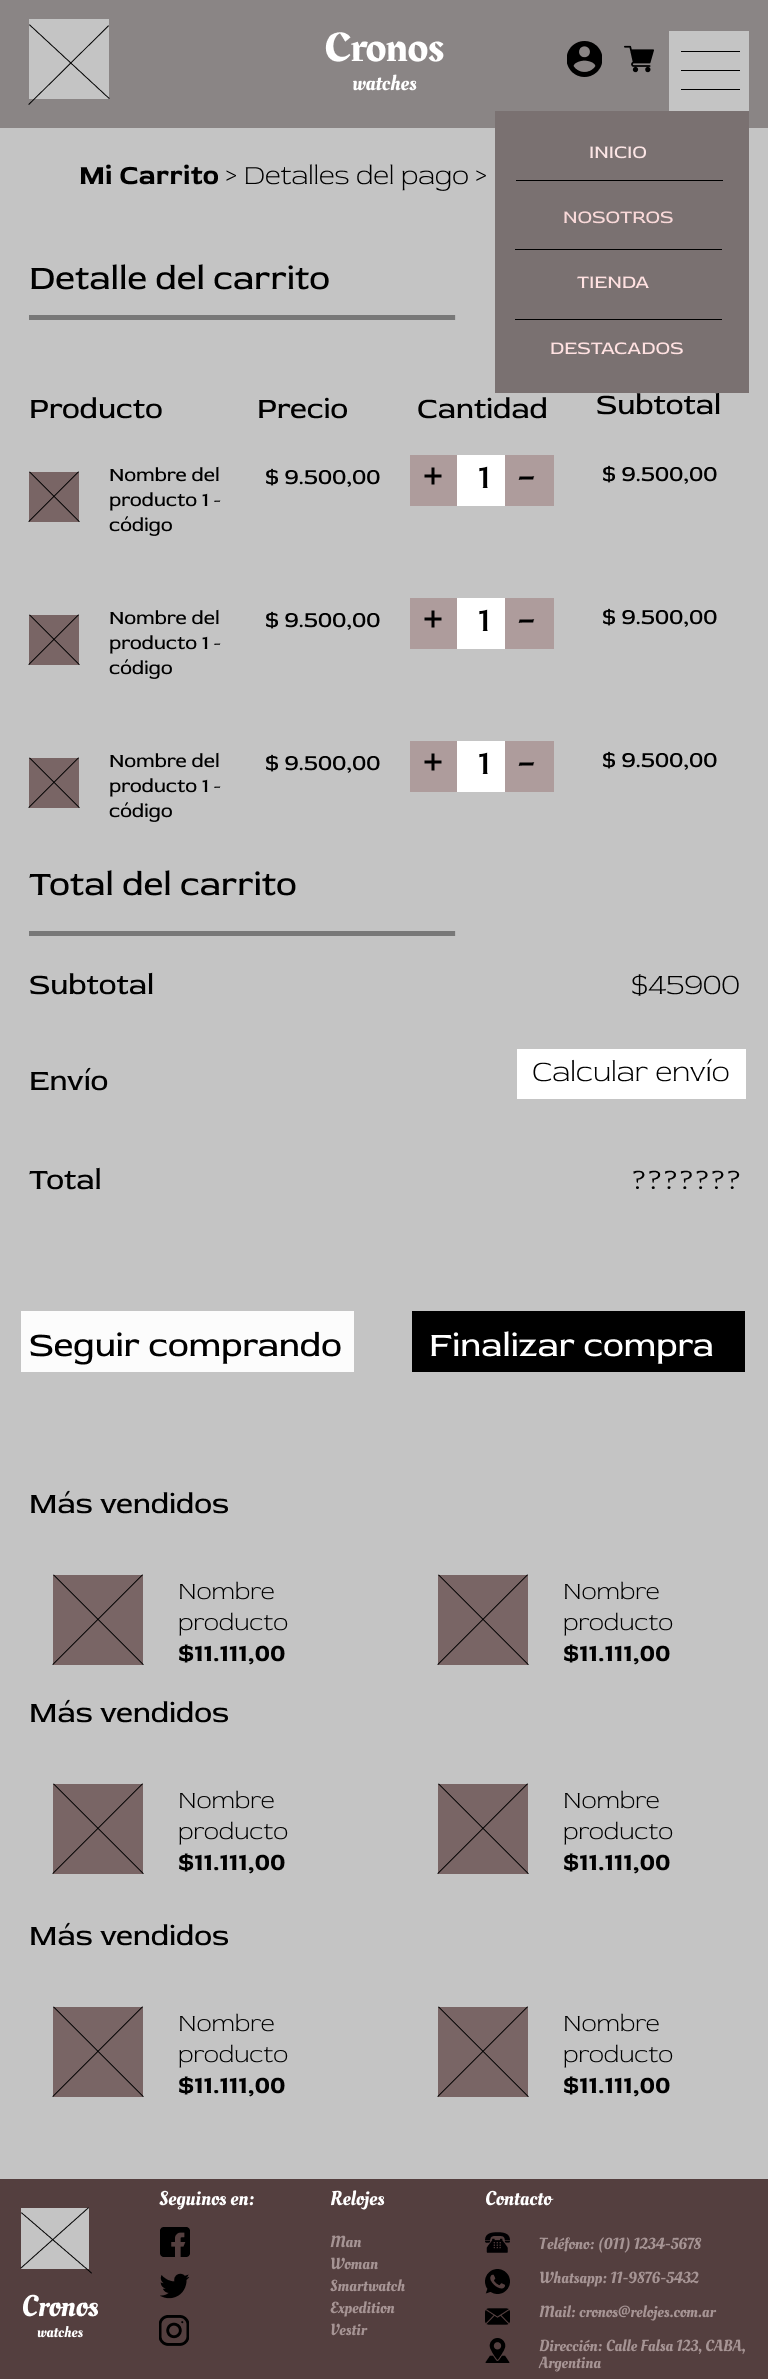 Cronos
watches
INICIO
NOSOTROS
TIENDA
DESTACADOS
Mi Carrito > Detalles del pago >
Detalle del carrito
Producto Precio Cantidad Subtotal
Nombre del
producto 1 -
código
$ 9.500,00
+ 1 -
$ 9.500,00
Nombre del
producto 1 -
código
$ 9.500,00
+ 1 -
$ 9.500,00
Nombre del
producto 1 -
código
$ 9.500,00
+ 1 -
$ 9.500,00
Total del carrito
Subtotal $45900
Envío Calcular envío
Total ???????
Seguir comprando Finalizar compra
Más vendidos
Nombre
producto
$11.111,00
Nombre
producto
$11.111,00
Más vendidos
Nombre
producto
$11.111,00
Nombre
producto
$11.111,00
Más vendidos
Nombre
producto
$11.111,00
Nombre
producto
$11.111,00
Cronos
watches
Seguinos en:
Relojes
Man
Woman
Smartwatch
Expedition
Vestir
Contacto
Teléfono: (011) 1234-5678
Whatsapp: 11-9876-5432
Mail: cronos@relojes.com.ar
Dirección: Calle Falsa 123, CABA,
Argentina